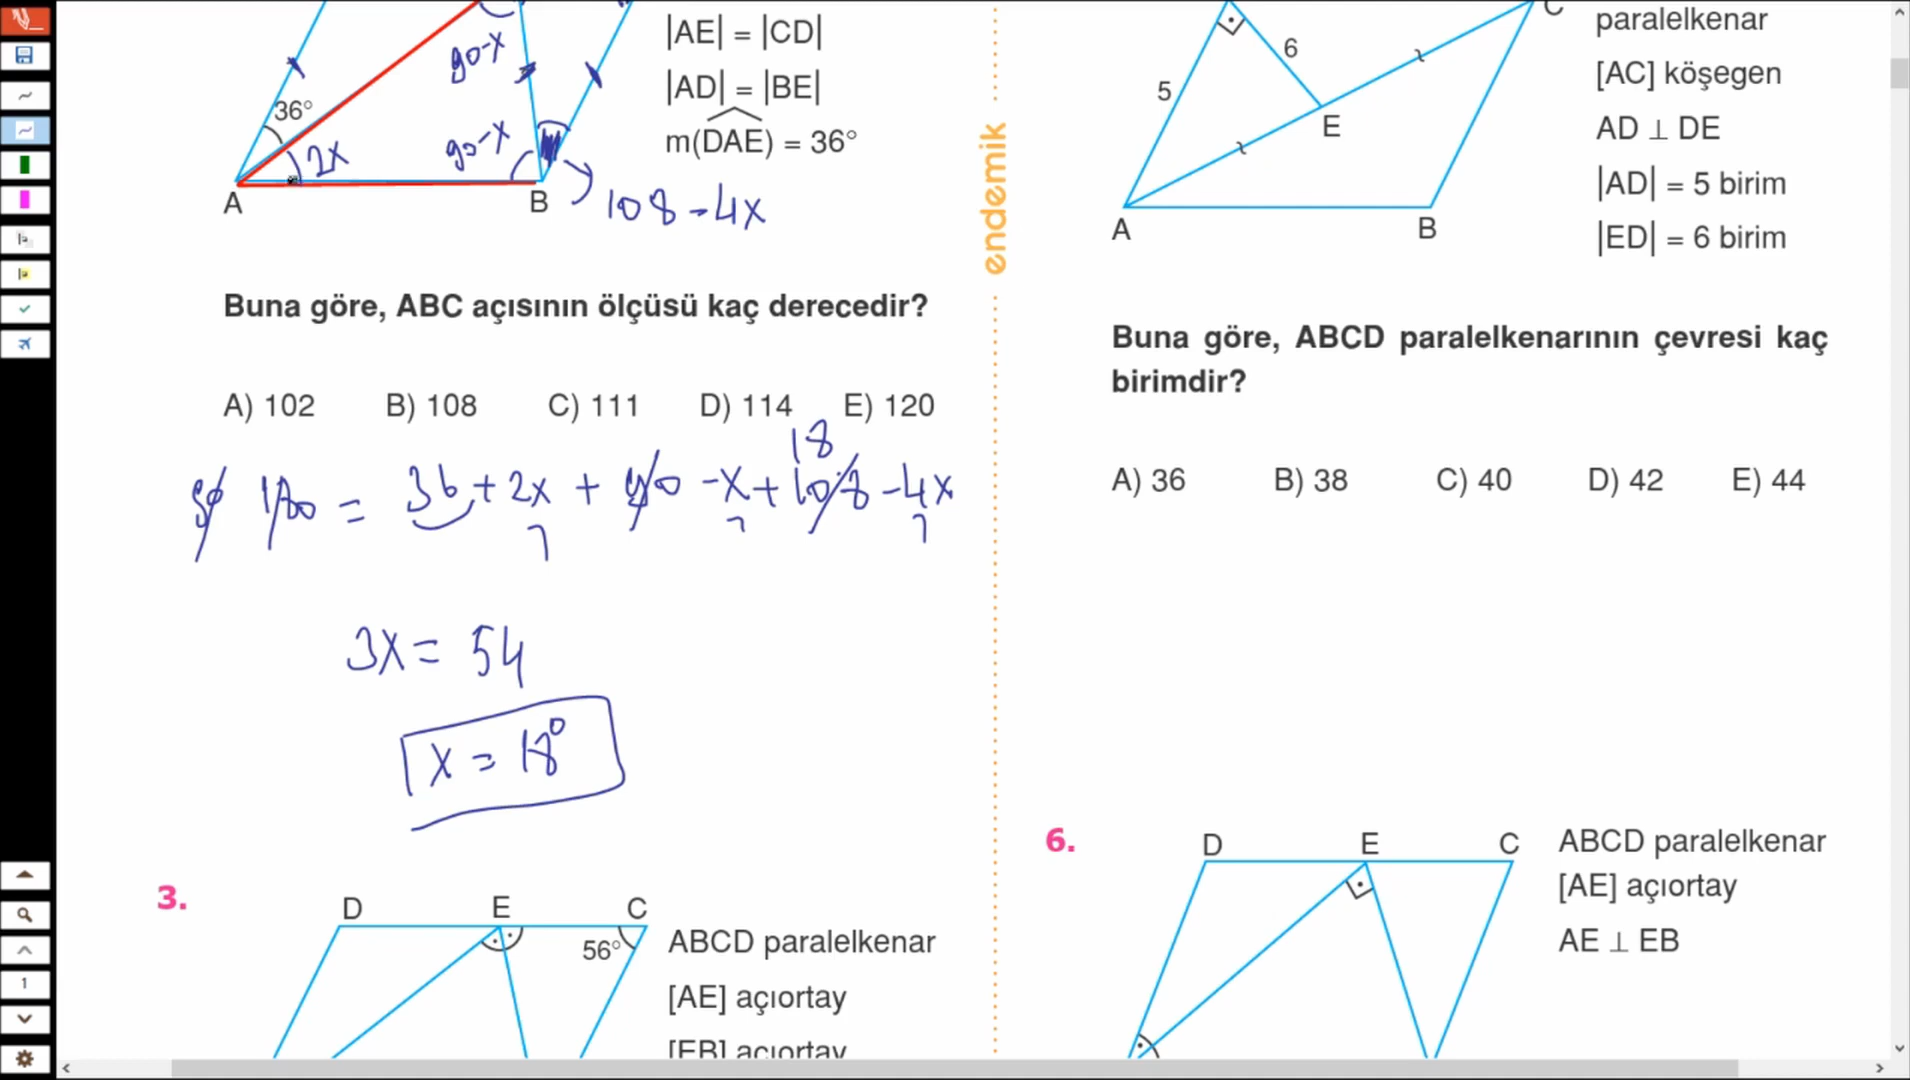 |AE| = |CD|
|AD| = |BE|
m(DAE) = 36°
36°
90-x
2x
90-x
A
B
108-4x
Buna göre, ABC açısının ölçüsü kaç derecedir?
A) 102 B) 108 C) 111 D) 114 E) 120
18
180 = 36 + 2x + 90 - x + 108 - 4x
3x = 54
x = 18°
3.
D E C
56°
ABCD paralelkenar
[AE] açıortay
[EB] açıortay
endemik
C
5
6
E
A
B
paralelkenar
[AC] köşegen
AD ⊥ DE
|AD| = 5 birim
|ED| = 6 birim
Buna göre, ABCD paralelkenarının çevresi kaç
birimdir?
A) 36 B) 38 C) 40 D) 42 E) 44
6.
D E C
ABCD paralelkenar
[AE] açıortay
AE ⊥ EB
1